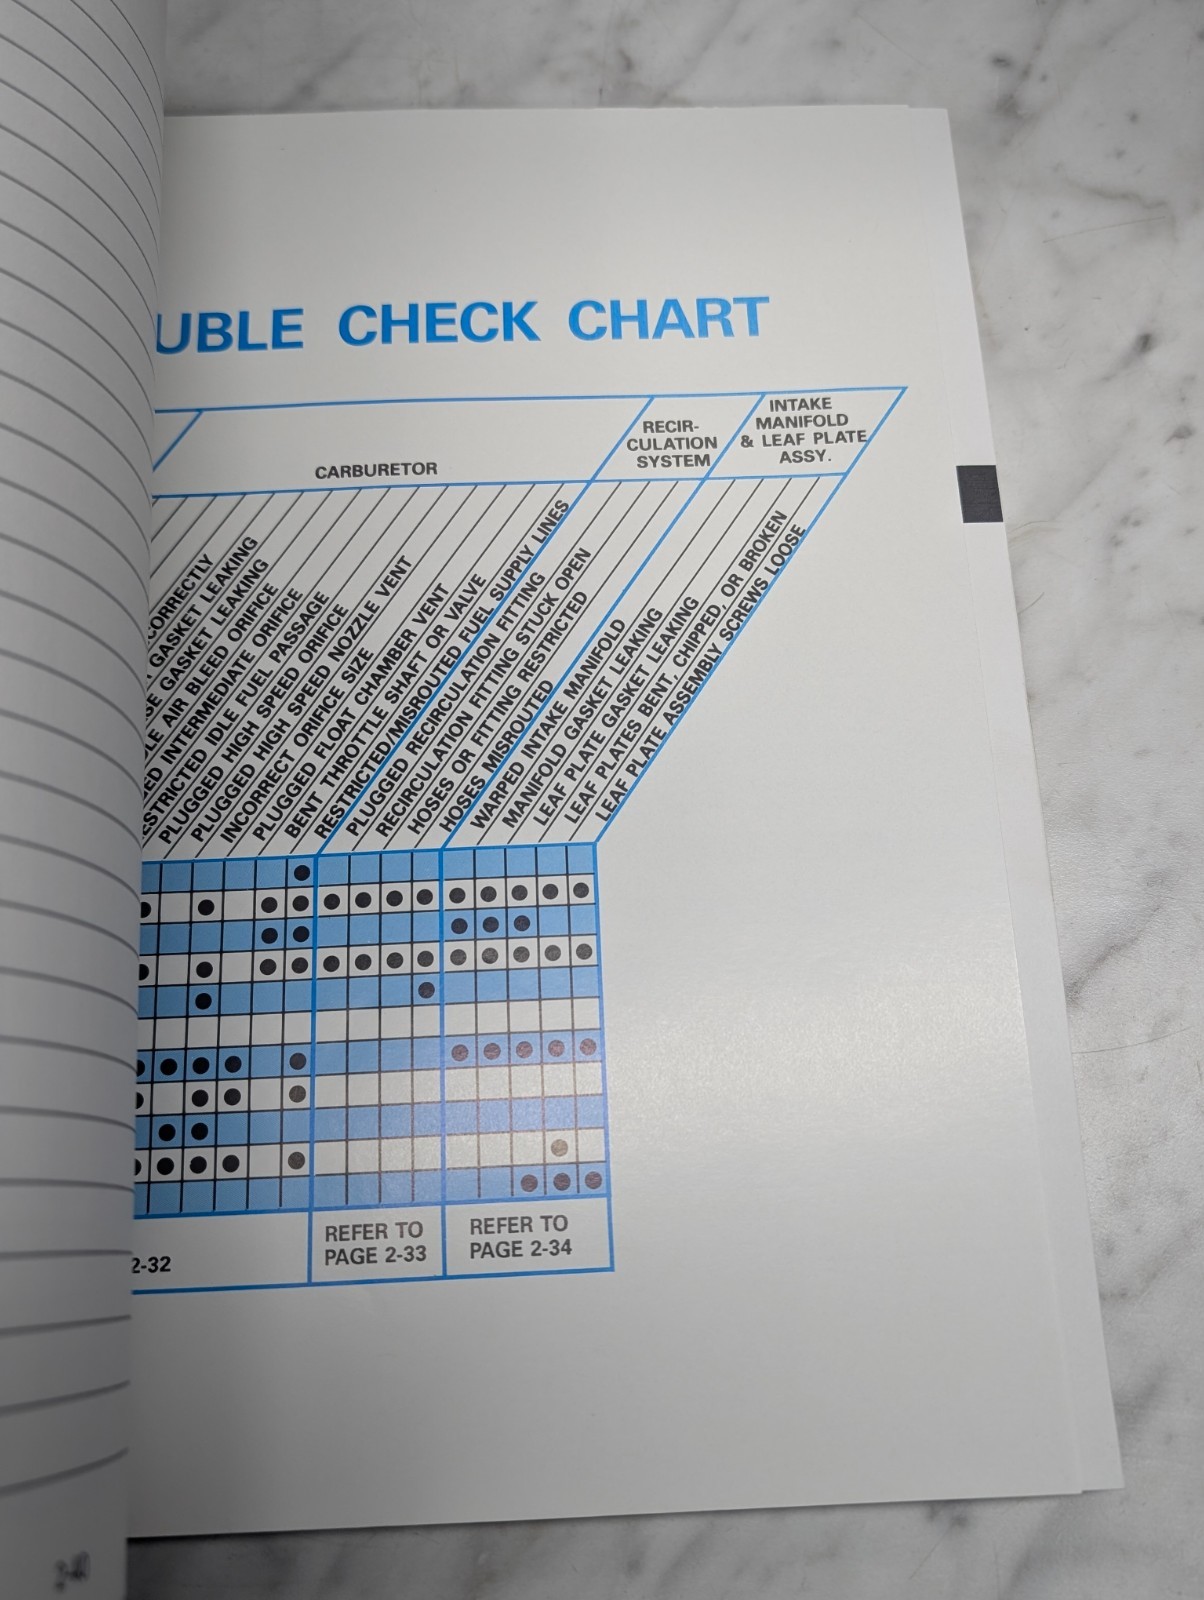 UBLE CHECK CHART
CARBURETOR
RECIR-
CULATION
SYSTEM
INTAKE
MANIFOLD
& LEAF PLATE
ASSY.
CORRECTLY
GASKET LEAKING
GASKET LEAKING
AIR BLEED ORIFICE
INTERMEDIATE ORIFICE
ESTRICTED IDLE FUEL PASSAGE
PLUGGED HIGH SPEED ORIFICE
PLUGGED HIGH SPEED NOZZLE VENT
INCORRECT ORIFICE SIZE
PLUGGED FLOAT CHAMBER VENT
BENT THROTTLE SHAFT OR VALVE
RESTRICTED/MISROUTED FUEL SUPPLY LINES
PLUGGED RECIRCULATION FITTING
RECIRCULATION FITTING STUCK OPEN
HOSES OR FITTING RESTRICTED
HOSES MISROUTED
WARPED INTAKE MANIFOLD
MANIFOLD GASKET LEAKING
LEAF PLATE GASKET LEAKING
LEAF PLATES BENT, CHIPPED, OR BROKEN
LEAF PLATE ASSEMBLY SCREWS LOOSE
2-32
REFER TO
PAGE 2-33
REFER TO
PAGE 2-34